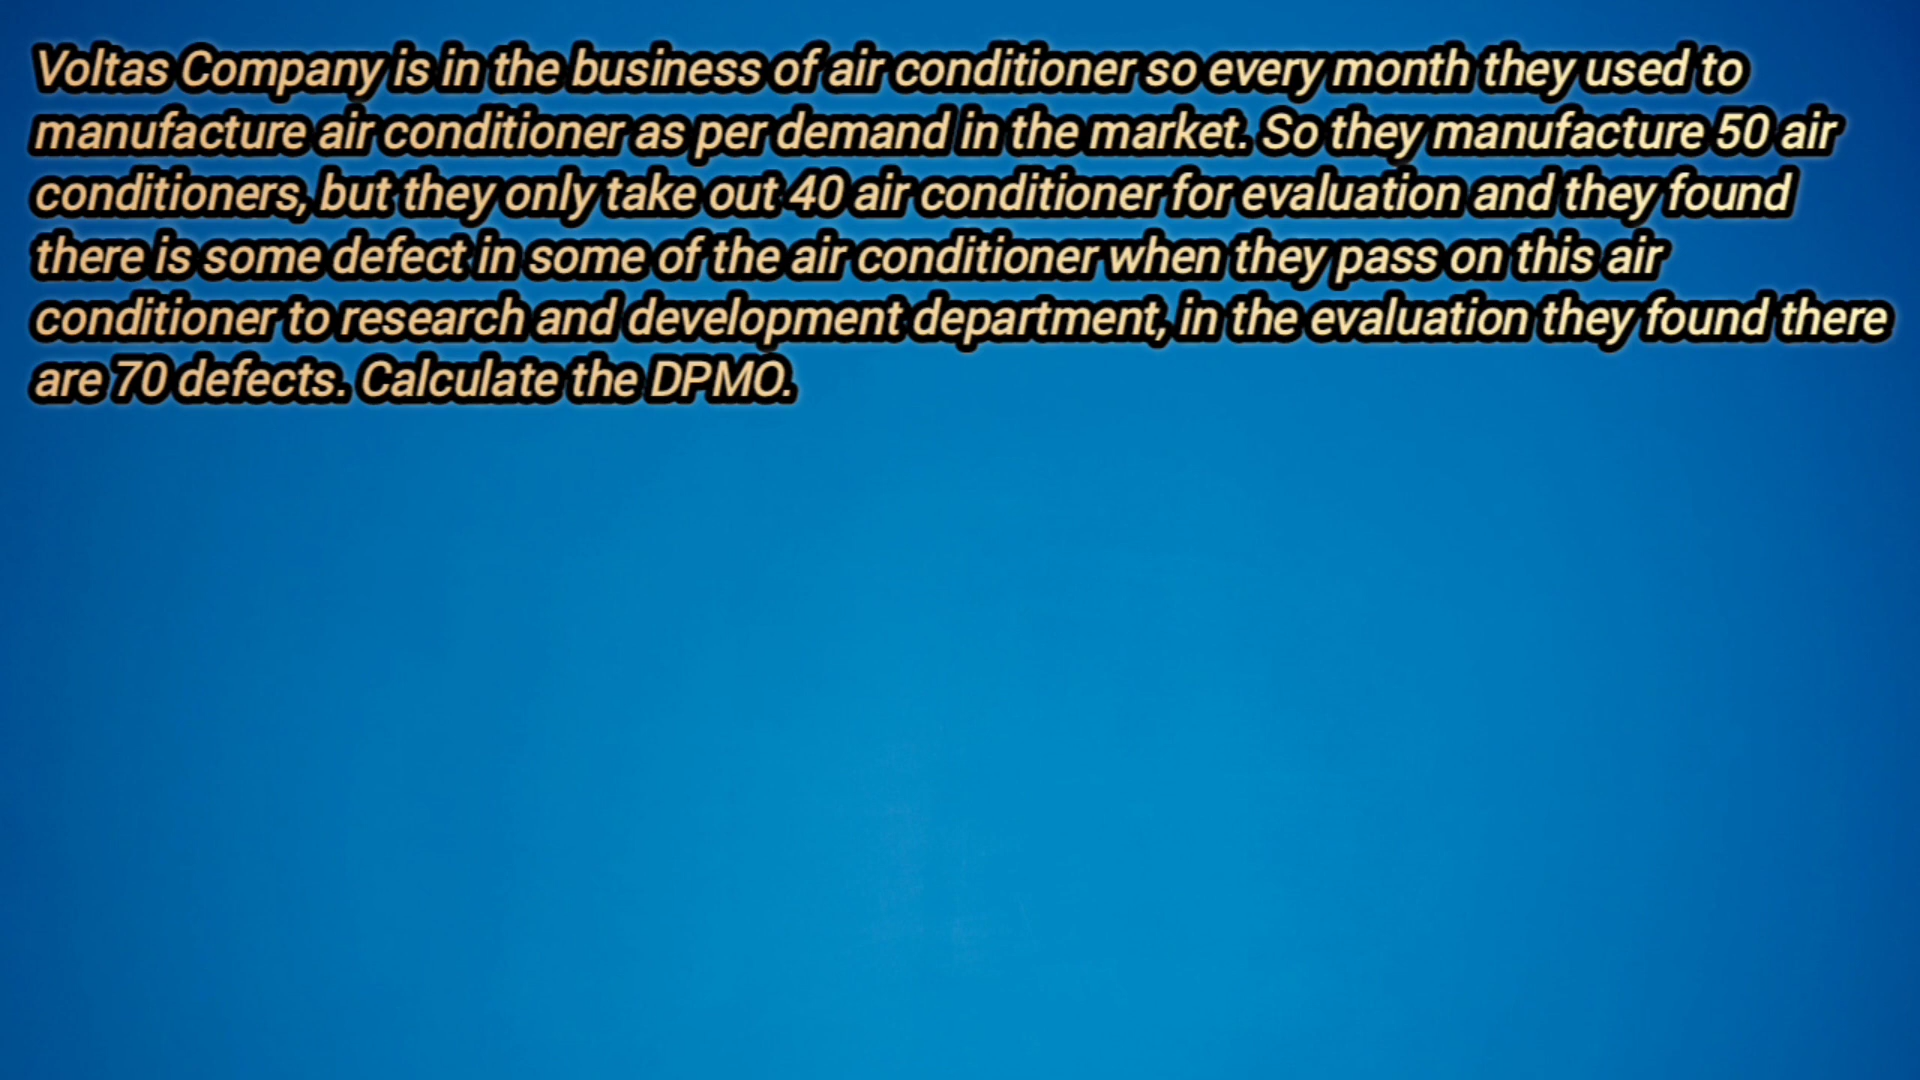 Voltas Company is in the business of air conditioner so every month they used to
manufacture air conditioner as per demand in the market. So they manufacture 50 air
conditioners, but they only take out 40 air conditioner for evaluation and they found
there is some defect in some of the air conditioner when they pass on this air
conditioner to research and development department, in the evaluation they found there
are 70 defects. Calculate the DPMO.